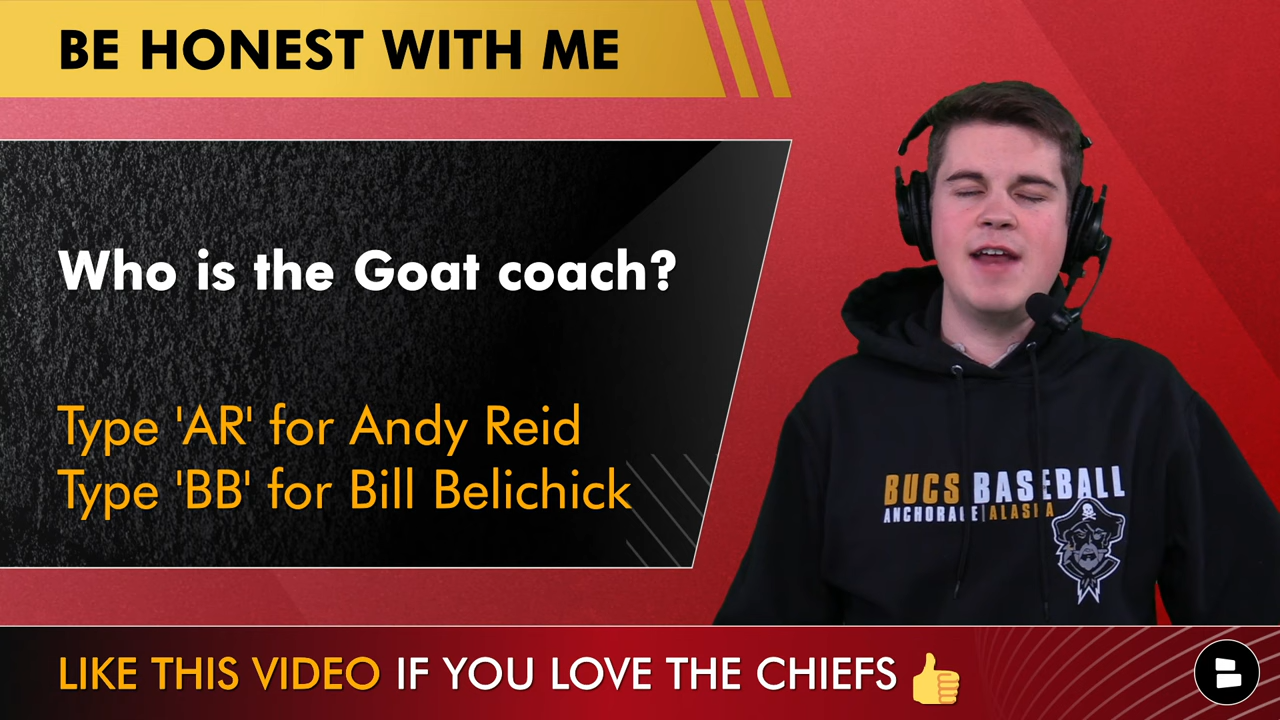 BE HONEST WITH ME
Who is the Goat coach?
Type 'AR' for Andy Reid
Type 'BB' for Bill Belichick
BUCS BASEBALL
ANCHORAGE|ALASKA
LIKE THIS VIDEO IF YOU LOVE THE CHIEFS